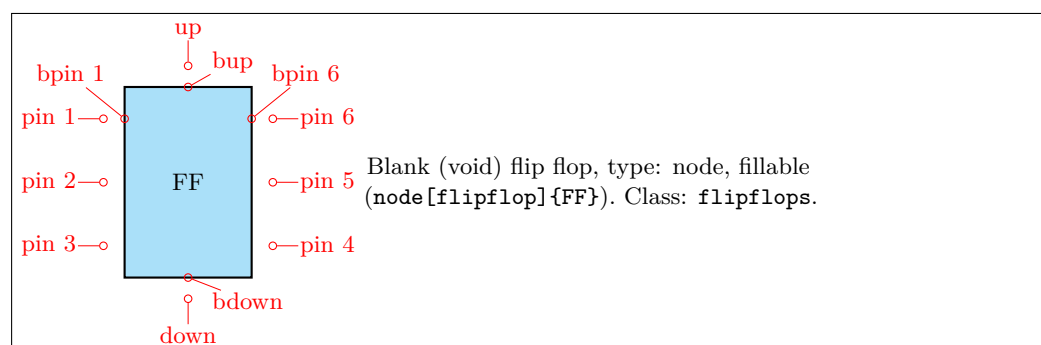 up
bup
bpin 1
bpin 6
pin 1
pin 6
Blank (void) flip flop, type: node, fillable
pin 2
FF
pin 5
(node[flipflop]{FF}). Class: flipflops.
pin 3
pin 4
bdown
down